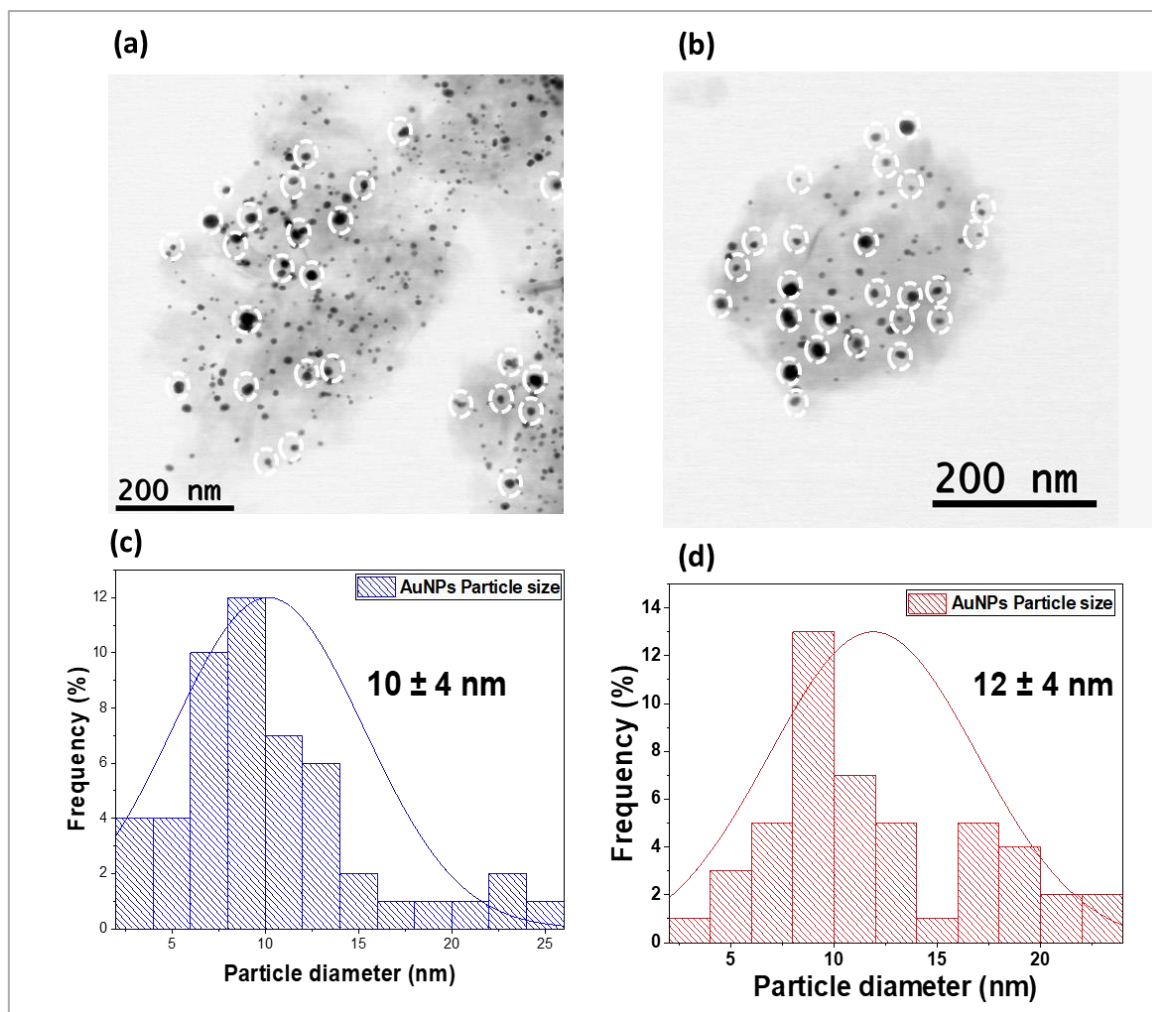 (a)
(b)
200 nm
200 nm
(c)
(d)
AuNPs Particle size
12
10
8
6
4
2
0
10 ± 4 nm
Frequency (%)
5
10
15
20
25
Particle diameter (nm)
AuNPs Particle size
14
12
10
8
6
4
2
0
12 ± 4 nm
Frequency (%)
5
10
15
20
Particle diameter (nm)